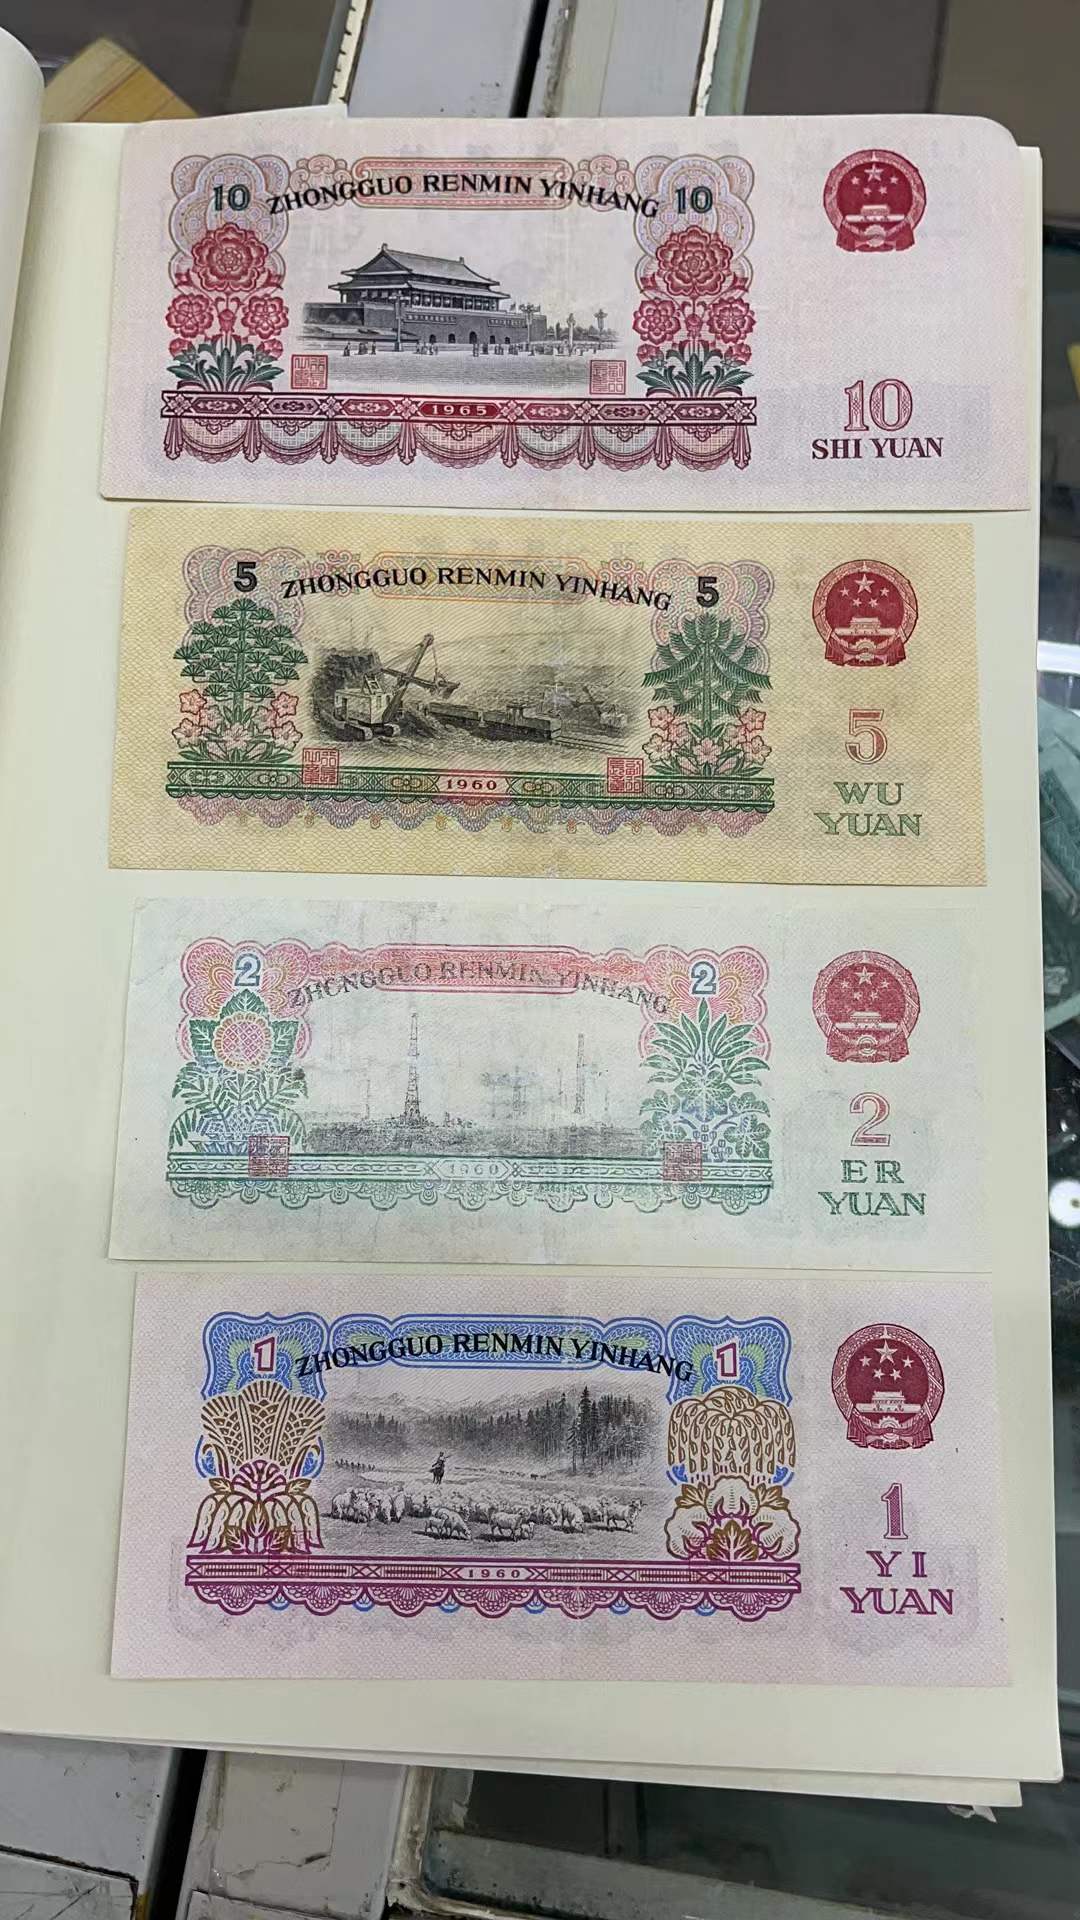 10 ZHONGGUO RENMIN YINHANG 10
1965
10
SHI YUAN
5 ZHONGGUO RENMIN YINHANG 5
1960
5
WU
YUAN
2 ZHONGGUO RENMIN YINHANG 2
1960
2
ER
YUAN
1 ZHONGGUO RENMIN YINHANG 1
1960
1
YI
YUAN